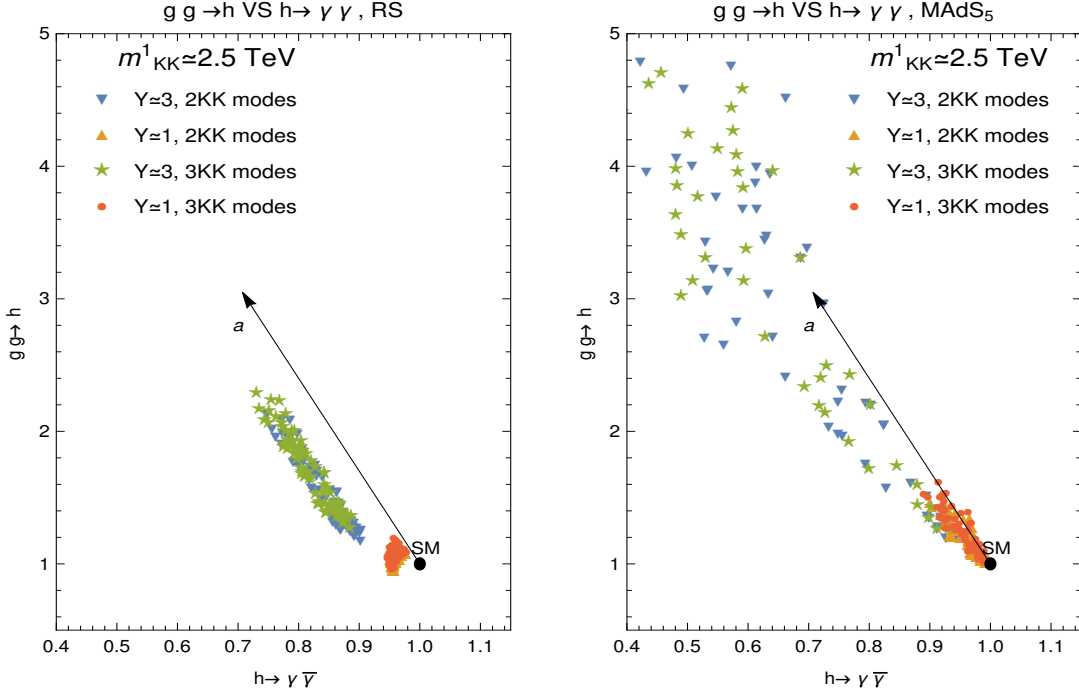 g g →h VS h→ γ γ , RS
m¹KK≃2.5 TeV
Y≃3, 2KK modes
Y≃1, 2KK modes
Y≃3, 3KK modes
Y≃1, 3KK modes
a
SM
g g→ h
5
4
3
2
1
0.4 0.5 0.6 0.7 0.8 0.9 1.0 1.1
h→ γ γ̅
g g →h VS h→ γ γ , MAdS₅
m¹KK≃2.5 TeV
Y≃3, 2KK modes
Y≃1, 2KK modes
Y≃3, 3KK modes
Y≃1, 3KK modes
a
SM
g g→ h
5
4
3
2
1
0.4 0.5 0.6 0.7 0.8 0.9 1.0 1.1
h→ γ γ̅